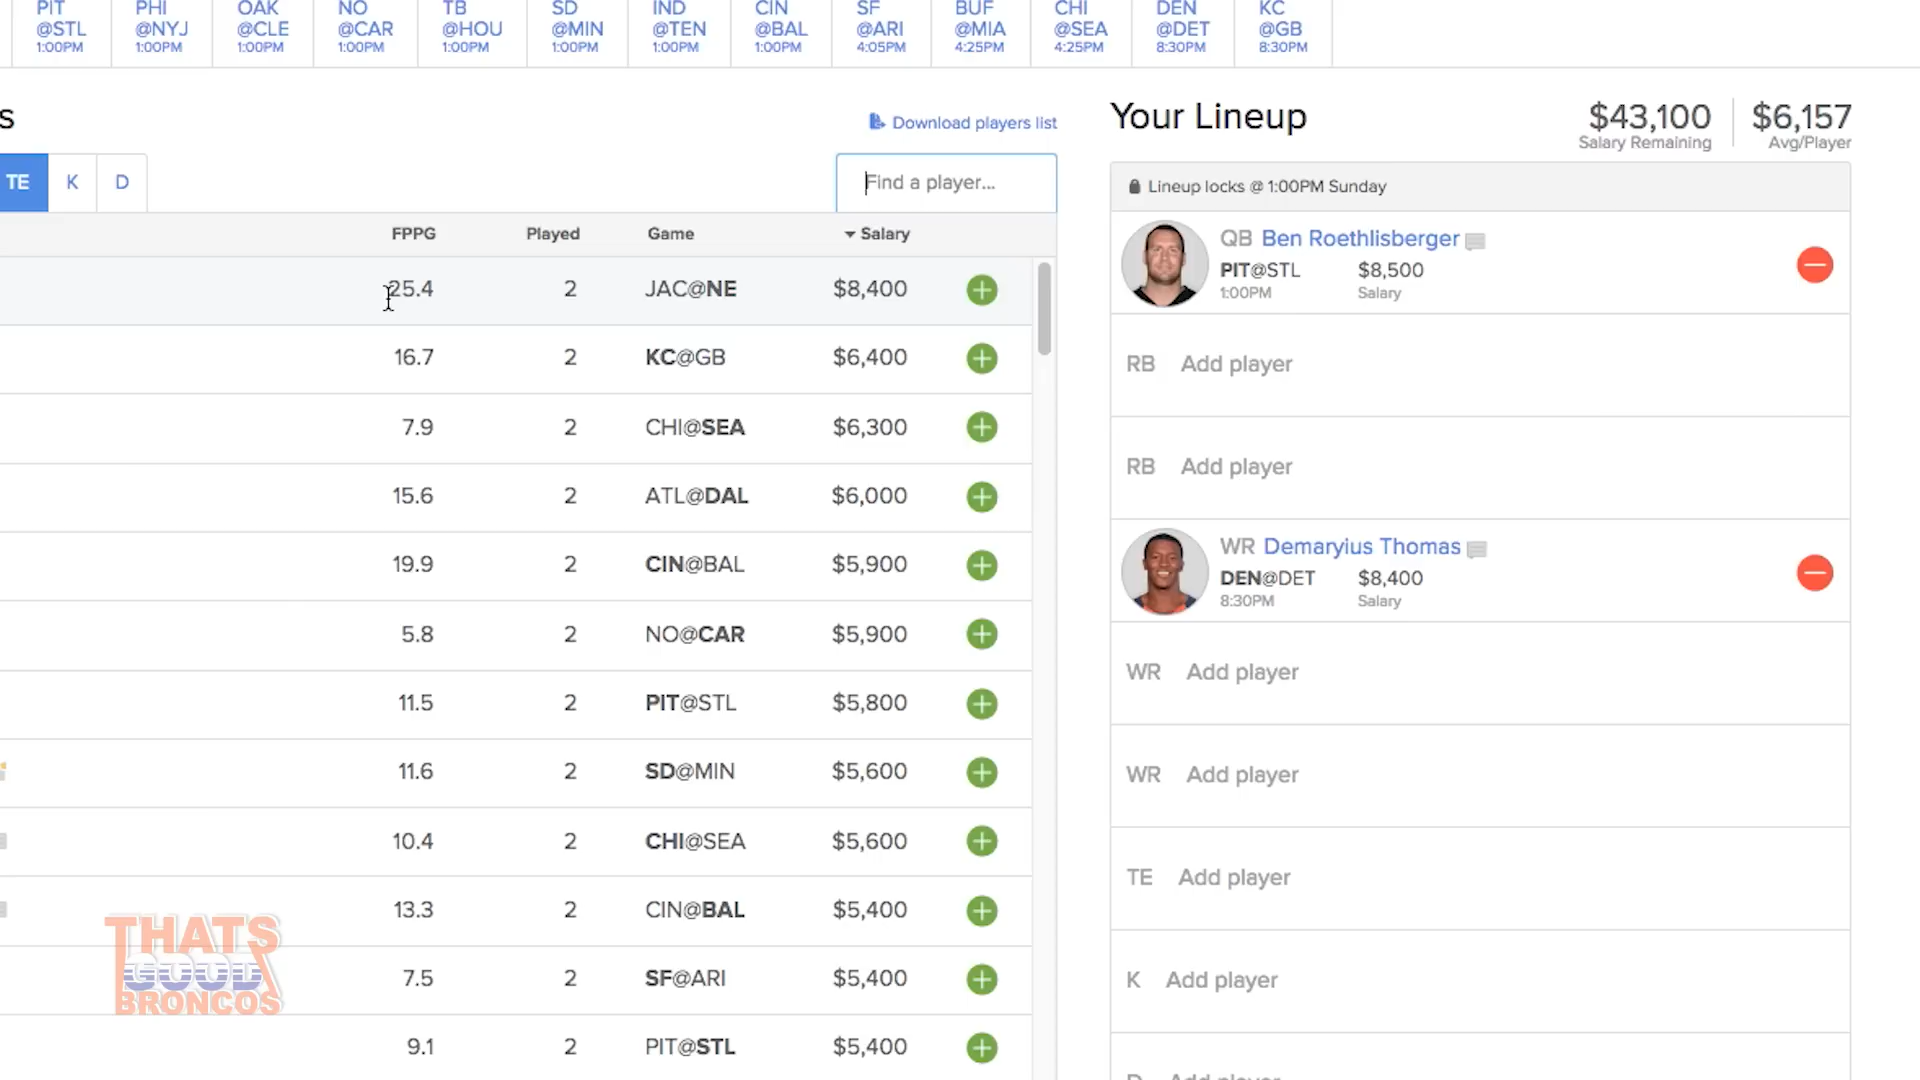 PIT PHI OAK NO TB SD IND CIN SF BUF CHI DEN KC
@STL @NYJ @CLE @CAR @HOU @MIN @TEN @BAL @ARI @MIA @SEA @DET @GB
1:00PM 1:00PM 1:00PM 1:00PM 1:00PM 1:00PM 1:00PM 1:00PM 4:05PM 4:25PM 4:25PM 8:30PM 8:30PM
s
Download players list
TE K D
Find a player...
FPPG Played Game Salary
25.4 2 JAC@NE $8,400
16.7 2 KC@GB $6,400
7.9 2 CHI@SEA $6,300
15.6 2 ATL@DAL $6,000
19.9 2 CIN@BAL $5,900
5.8 2 NO@CAR $5,900
11.5 2 PIT@STL $5,800
11.6 2 SD@MIN $5,600
10.4 2 CHI@SEA $5,600
13.3 2 CIN@BAL $5,400
7.5 2 SF@ARI $5,400
9.1 2 PIT@STL $5,400
THATS
GOOD
BRONCOS
Your Lineup
$43,100 $6,157
Salary Remaining Avg/Player
Lineup locks @ 1:00PM Sunday
QB Ben Roethlisberger
PIT@STL $8,500
1:00PM Salary
RB Add player
RB Add player
WR Demaryius Thomas
DEN@DET $8,400
8:30PM Salary
WR Add player
WR Add player
TE Add player
K Add player
D Add player